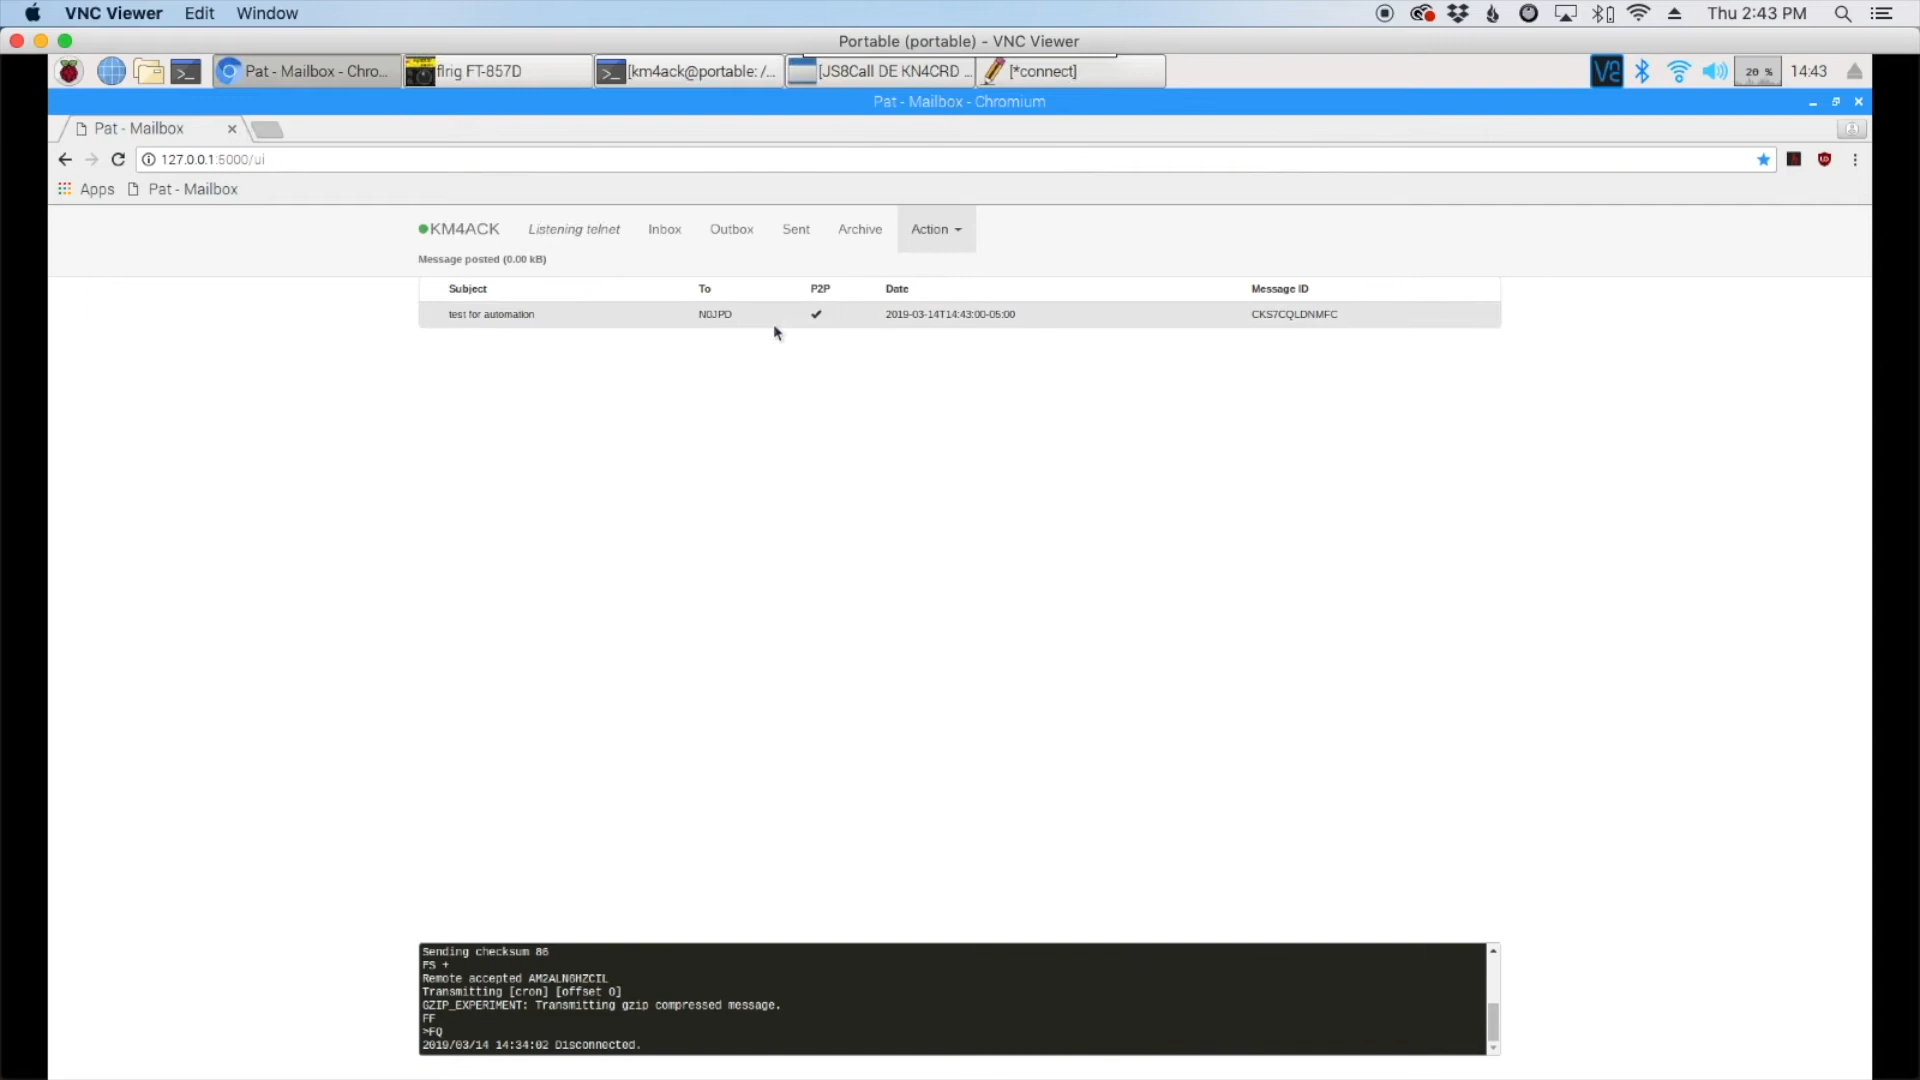 VNC Viewer Edit Window Thu 2:43 PM
Portable (portable) - VNC Viewer
Pat - Mailbox - Chro... flrig FT-857D [km4ack@portable: /... [JS8Call DE KN4CRD ... [*connect] 20 % 14:43
Pat - Mailbox - Chromium
Pat - Mailbox
127.0.0.1:5000/ui
Apps Pat - Mailbox
KM4ACK Listening telnet Inbox Outbox Sent Archive Action
Message posted (0.00 kB)
Subject To P2P Date Message ID
test for automation N0JPD 2019-03-14T14:43:00-05:00 CKS7CQLDNMFC
Sending checksum 86
FS +
Remote accepted AM2ALN6HZCIL
Transmitting [cron] [offset 0]
GZIP_EXPERIMENT: Transmitting gzip compressed message.
FF
>FQ
2019/03/14 14:34:02 Disconnected.